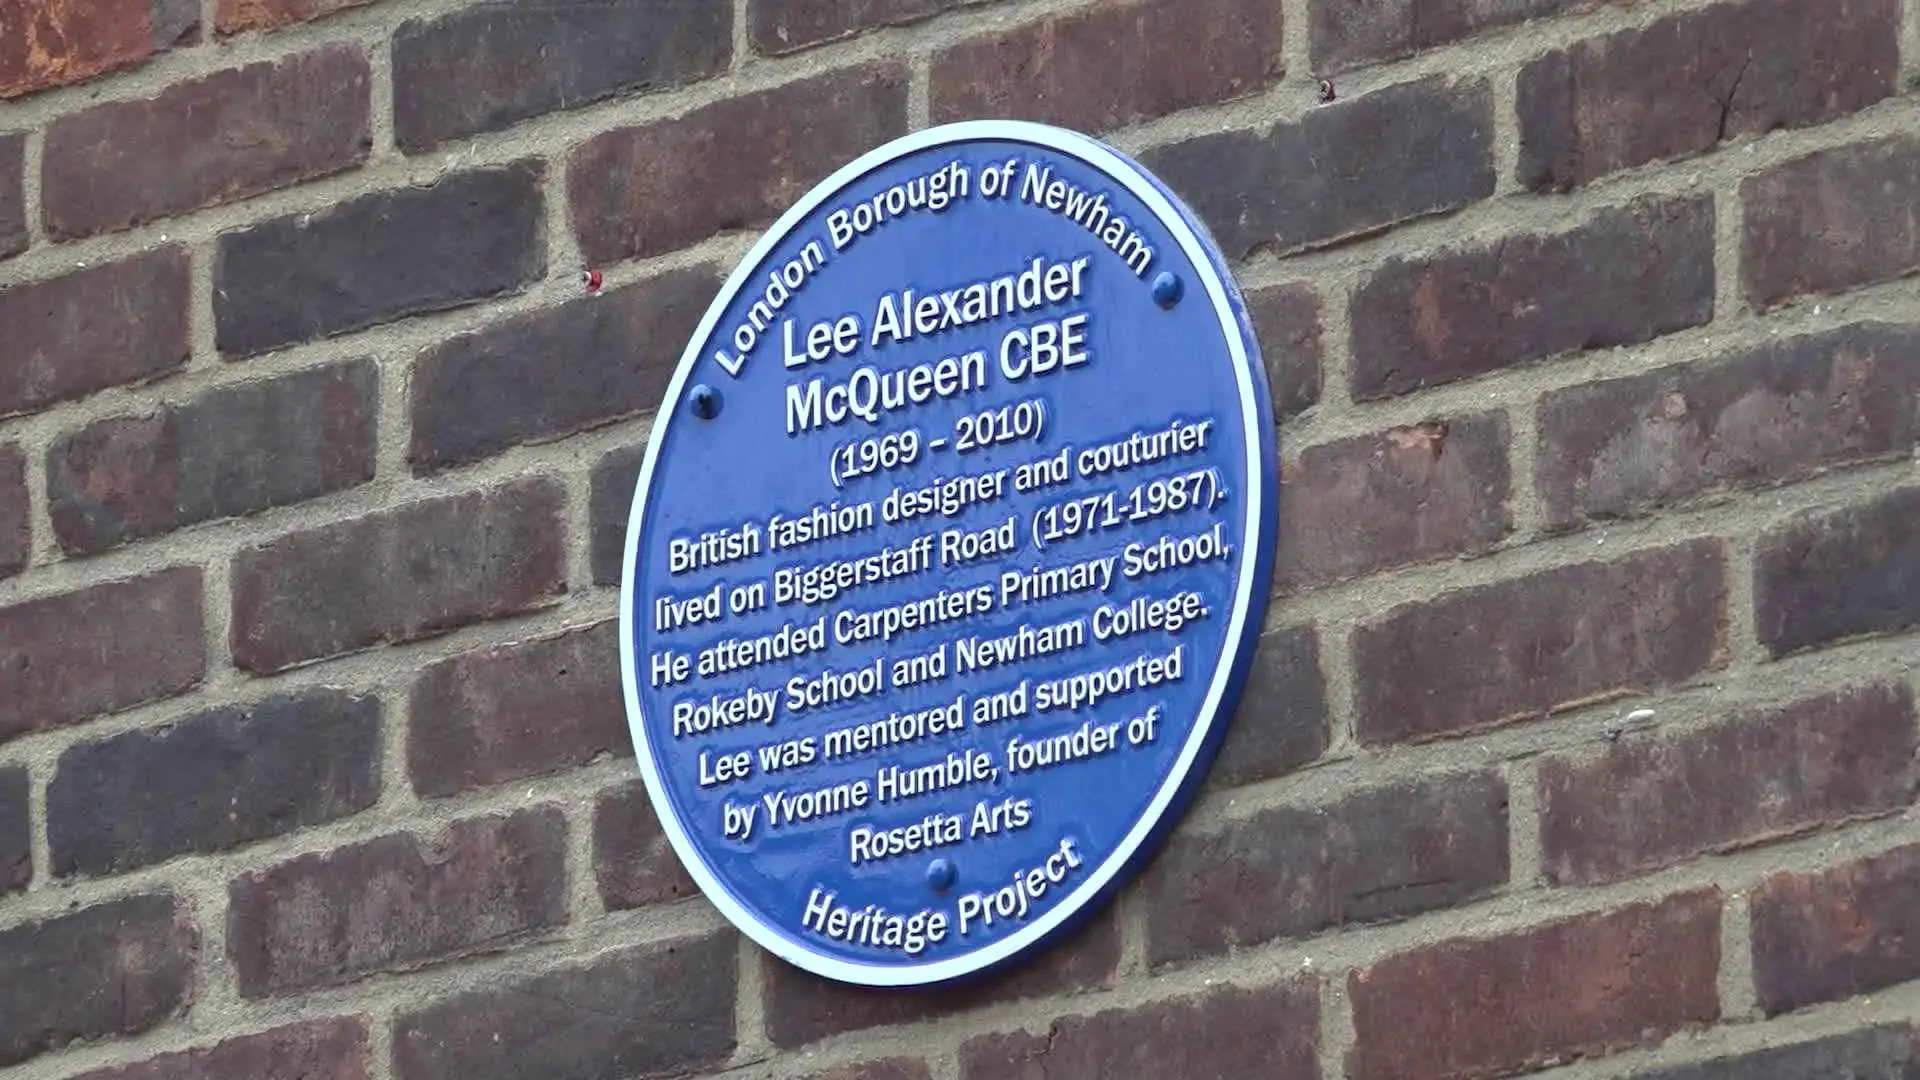 London Borough of Newham
Lee Alexander
McQueen CBE
(1969 – 2010)
British fashion designer and couturier
lived on Biggerstaff Road (1971-1987).
He attended Carpenters Primary School,
Rokeby School and Newham College.
Lee was mentored and supported
by Yvonne Humble, founder of
Rosetta Arts
Heritage Project